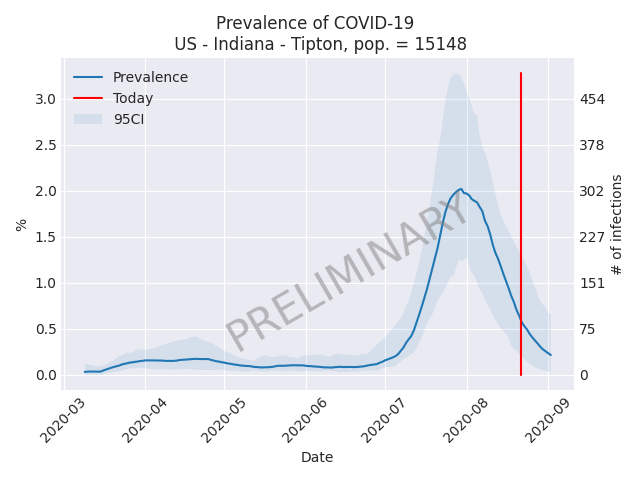 Prevalence of COVID-19
US - Indiana - Tipton, pop. = 15148
Prevalence
Today
95CI
PRELIMINARY
%
3.0
2.5
2.0
1.5
1.0
0.5
0.0
454
378
302
227
151
75
0
# of infections
2020-03
2020-04
2020-05
2020-06
2020-07
2020-08
2020-09
Date